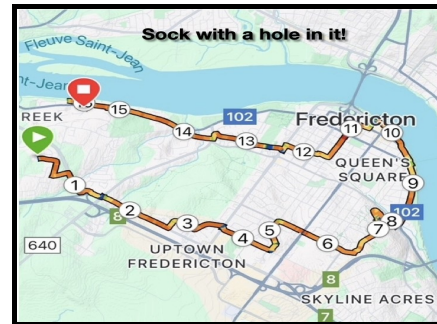 Sock with a hole in it!
Fleuve Saint-Jean
nt-Jean
REEK
16
15
102
14
13
12
Fredericton
11
10
QUEEN'S
SQUARE
9
1
2
8
3
4
5
6
7
8
102
640
UPTOWN
FREDERICTON
8
SKYLINE ACRES
7